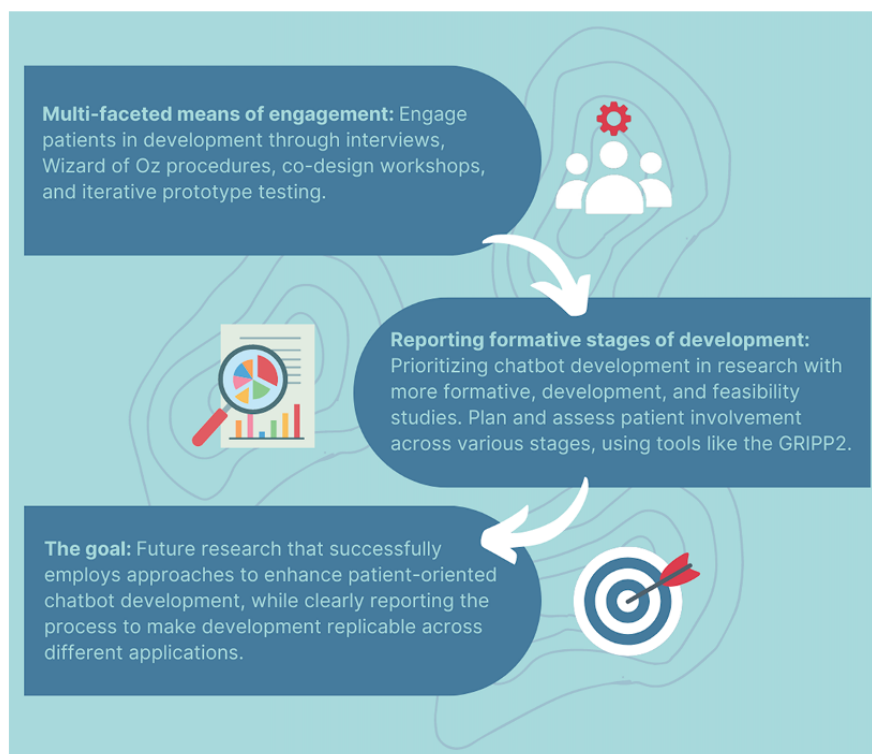 Multi-faceted means of engagement: Engage
patients in development through interviews,
Wizard of Oz procedures, co-design workshops,
and iterative prototype testing.
Reporting formative stages of development:
Prioritizing chatbot development in research with
more formative, development, and feasibility
studies. Plan and assess patient involvement
across various stages, using tools like the GRIPP2.
The goal: Future research that successfully
employs approaches to enhance patient-oriented
chatbot development, while clearly reporting the
process to make development replicable across
different applications.